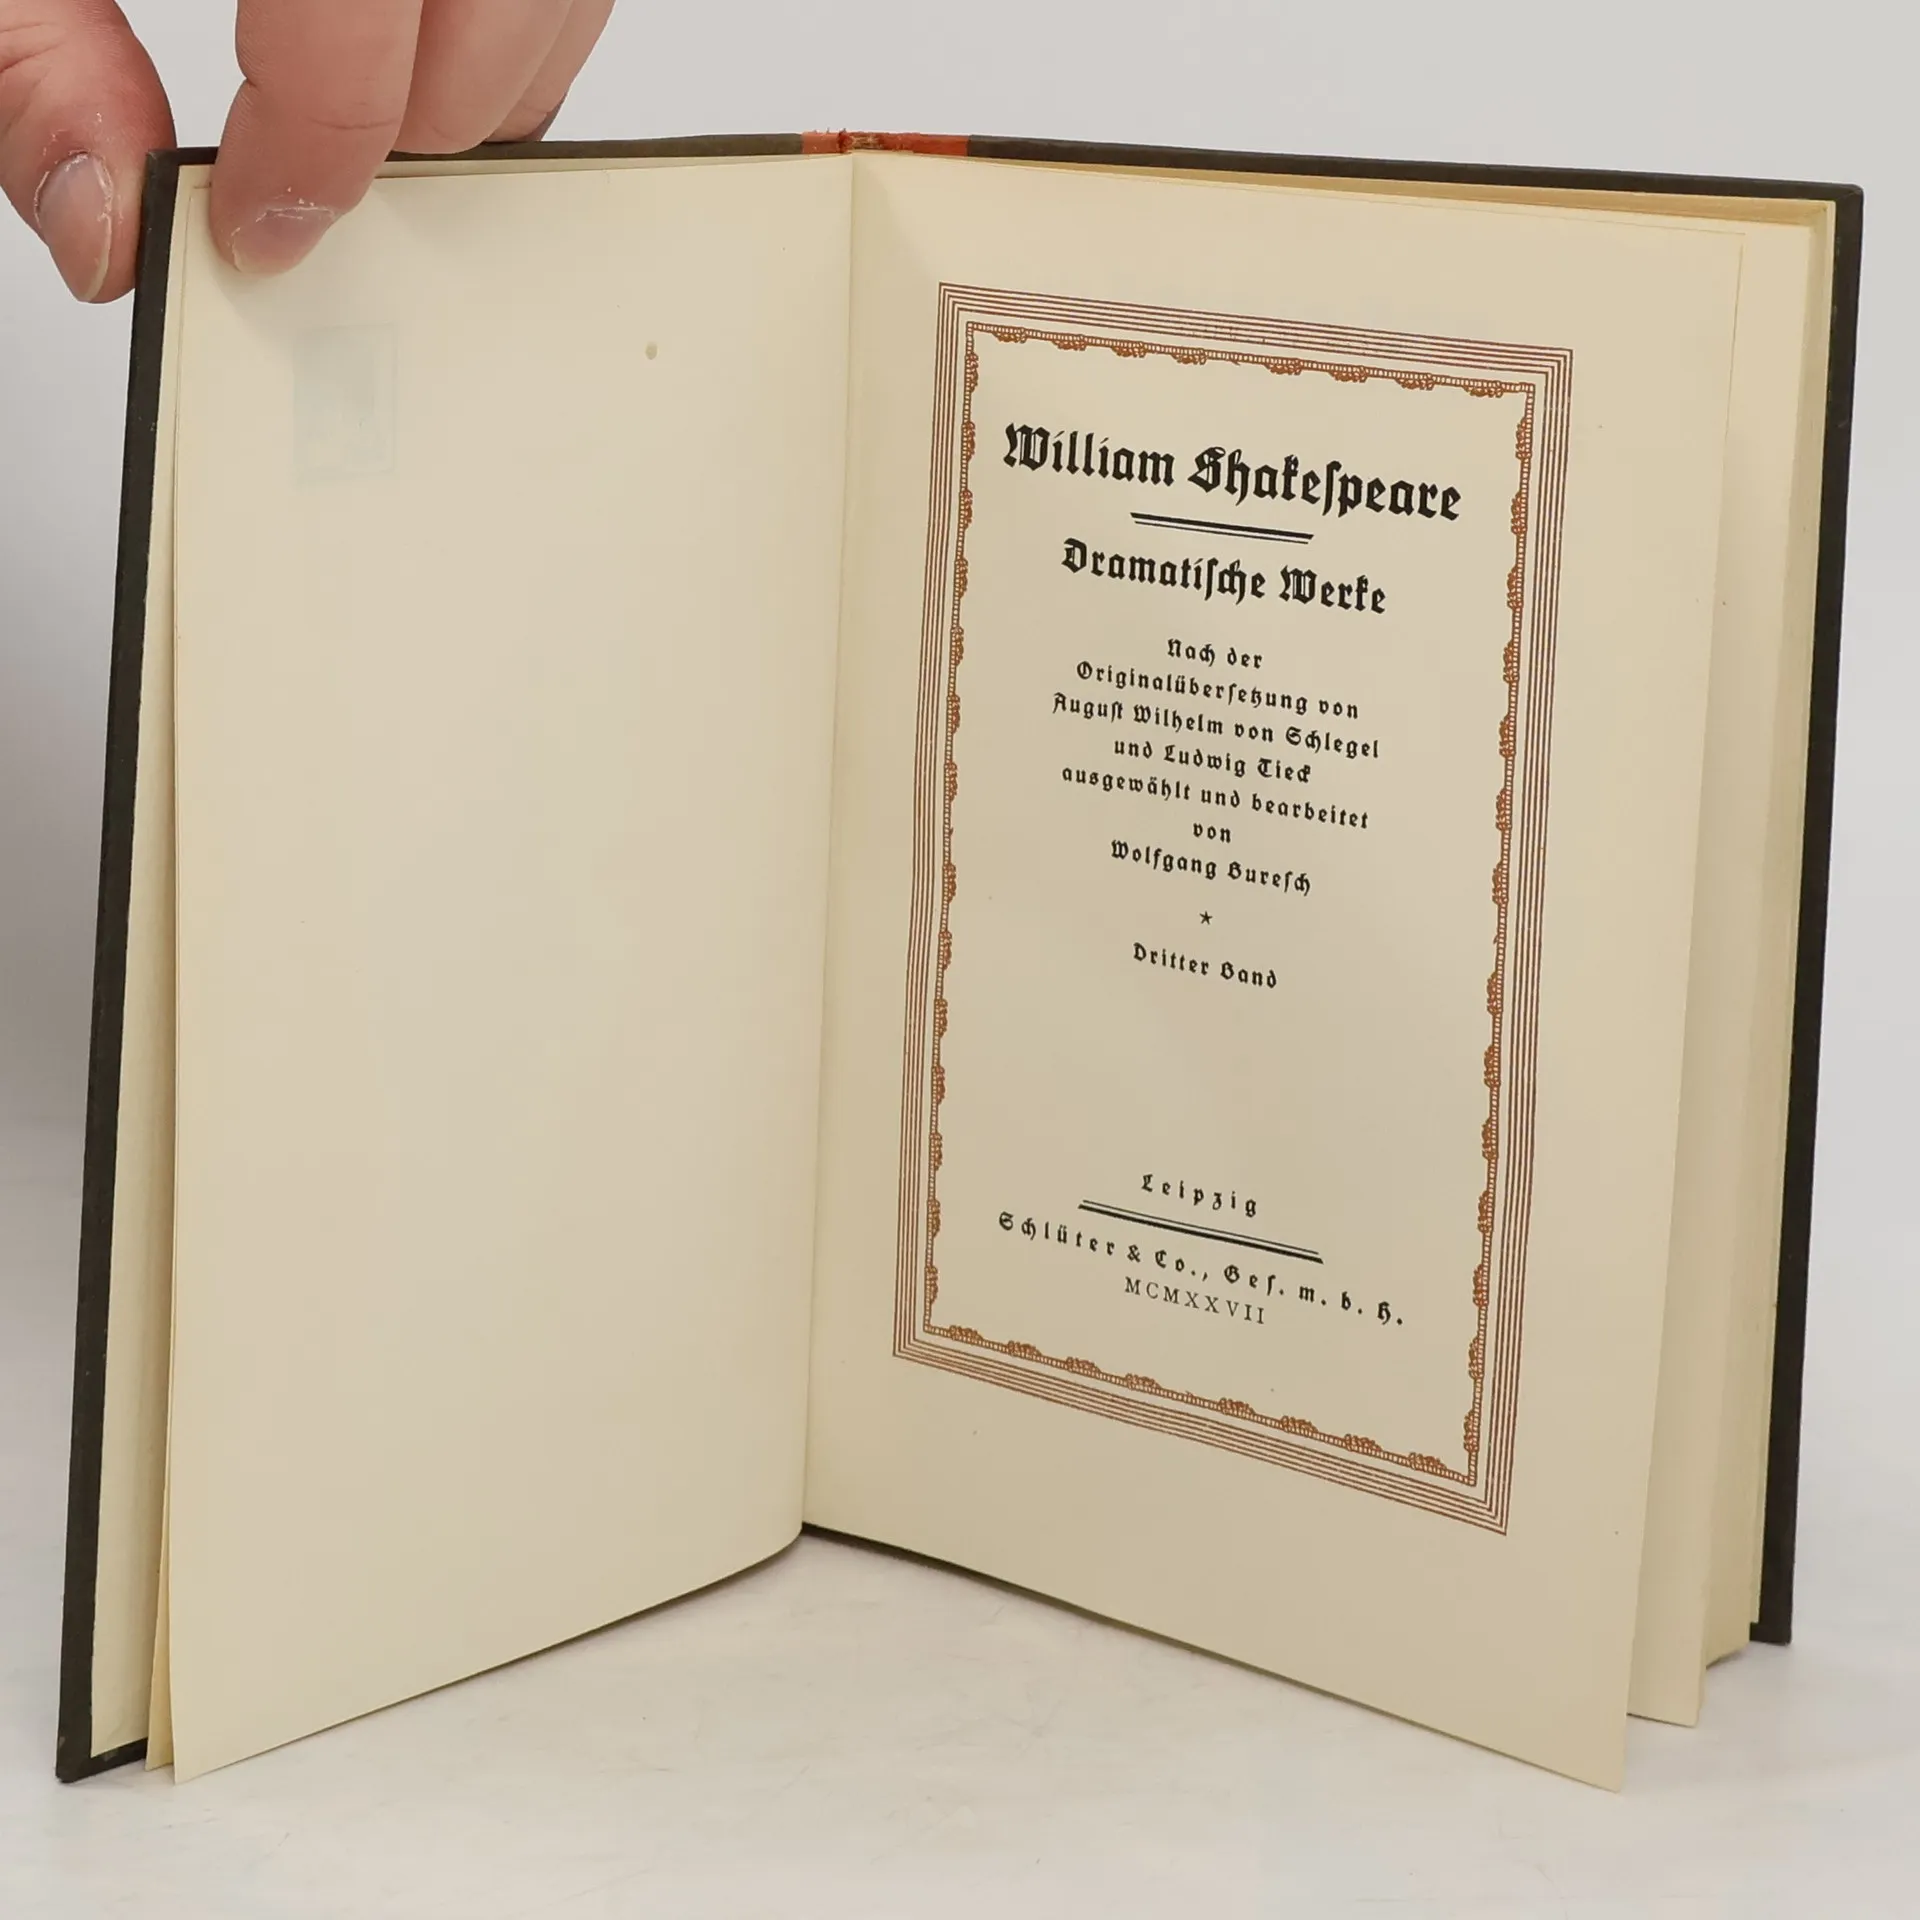 William Shakeſpeare
Dramatiſche Werke
Nach der
Originalüberſetzung von
Auguſt Wilhelm von Schlegel
und Ludwig Tieck
ausgewählt und bearbeitet
von
Wolfgang Bureſch
*
Dritter Band
Leipzig
Schlüter & Co., Geſ. m. b. H.
MCMXXVII